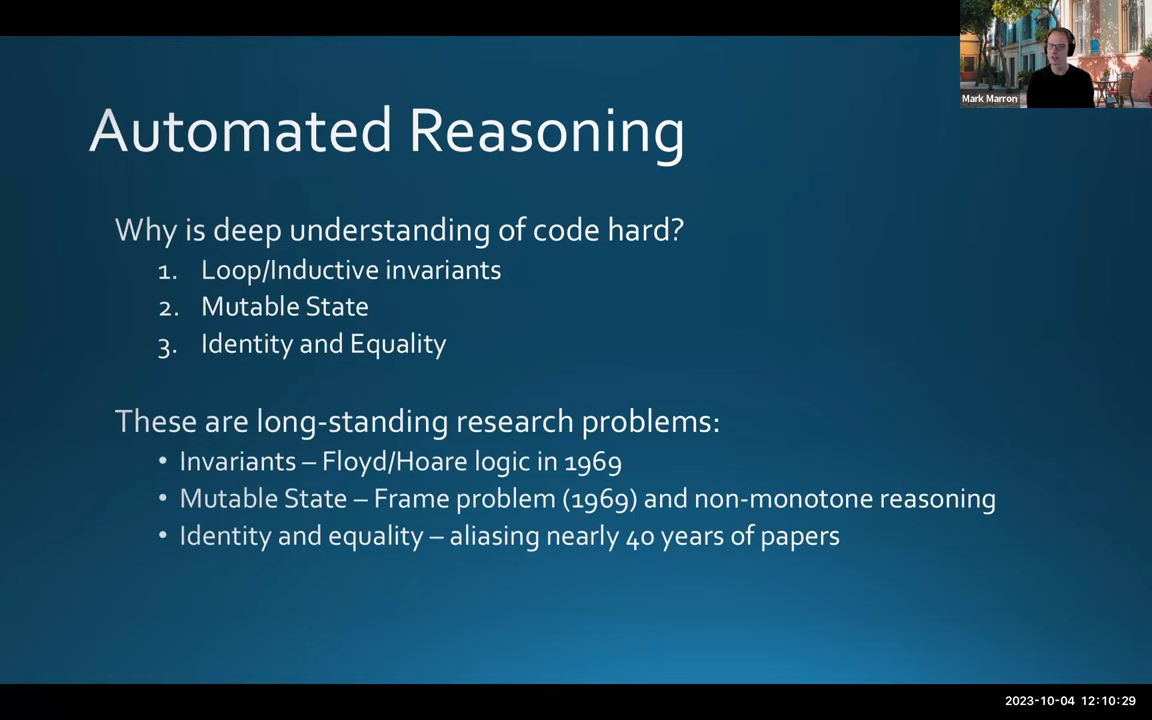 Mark Marron
Automated Reasoning
Why is deep understanding of code hard?
1. Loop/Inductive invariants
2. Mutable State
3. Identity and Equality
These are long-standing research problems:
• Invariants – Floyd/Hoare logic in 1969
• Mutable State – Frame problem (1969) and non-monotone reasoning
• Identity and equality – aliasing nearly 40 years of papers
2023-10-04 12:10:29